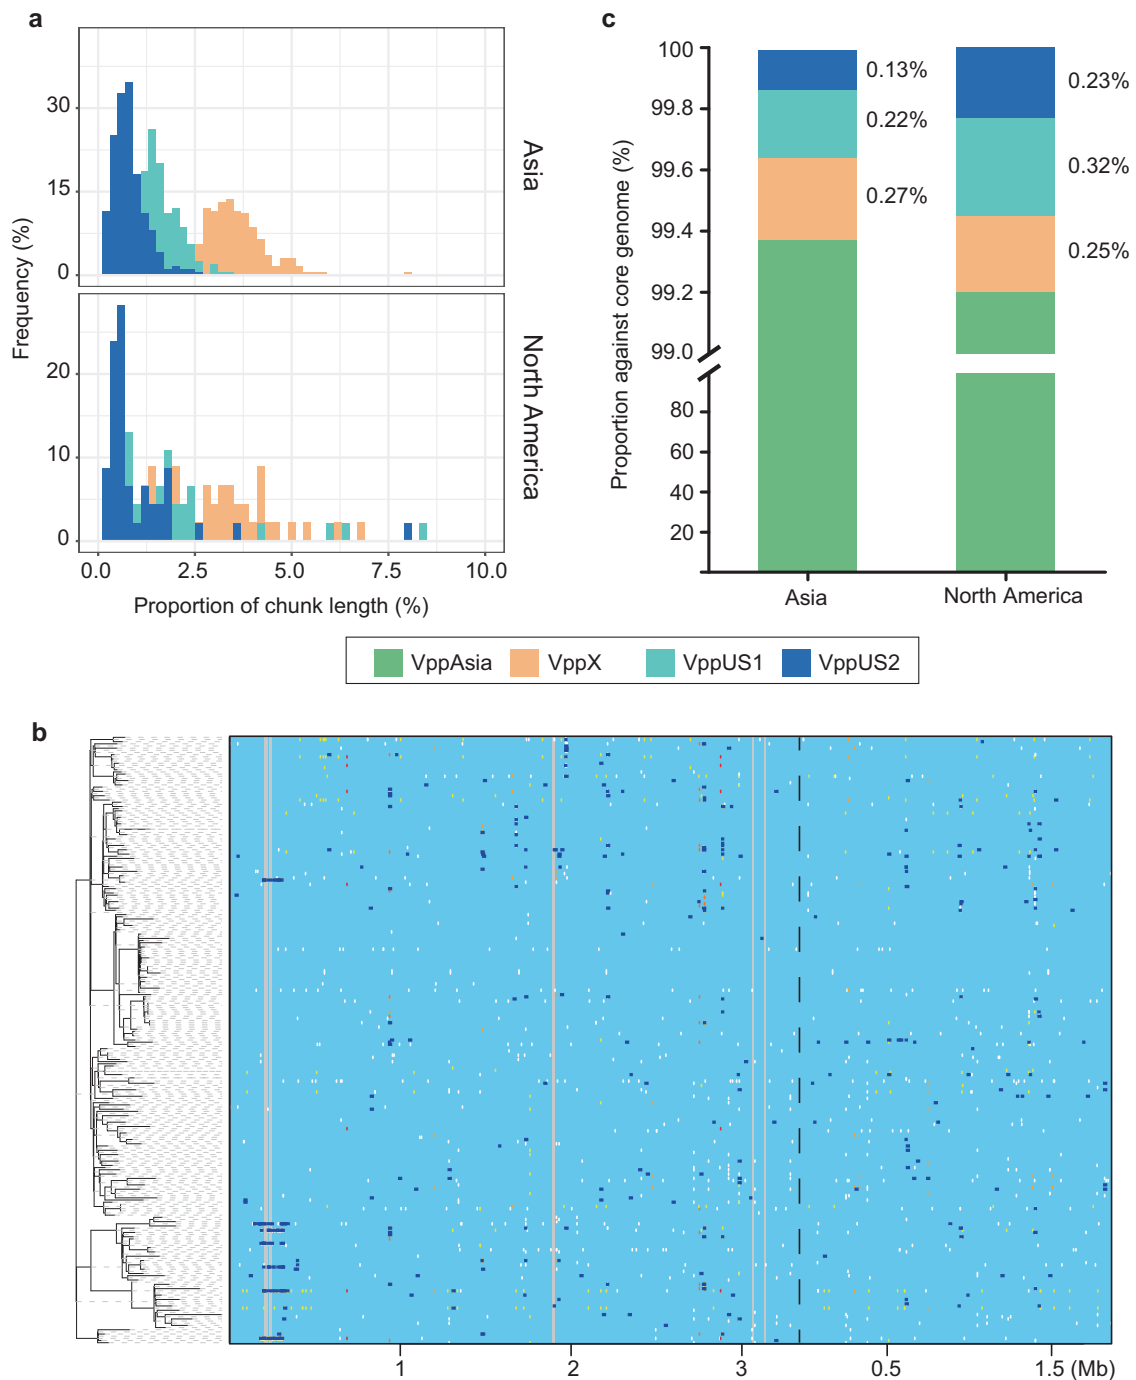 a
Frequency (%)
30
15
0
Asia
20
10
0
North America
0.0 2.5 5.0 7.5 10.0
Proportion of chunk length (%)
c
Proportion against core genome (%)
100
99.8
99.6
99.4
99.2
99.0
80
60
40
20
0.13%
0.22%
0.27%
0.23%
0.32%
0.25%
Asia North America
VppAsia VppX VppUS1 VppUS2
b
1 2 3 0.5 1.5 (Mb)